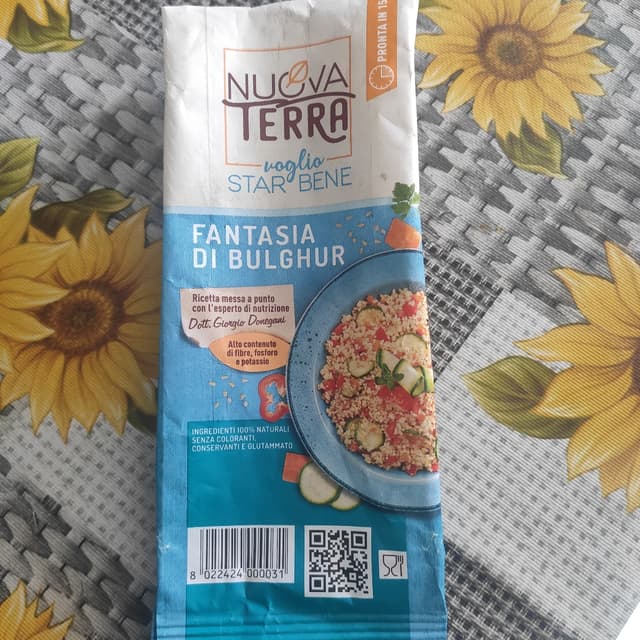 PRONTA IN 15
NUOVA
TERRA
voglio
STAR BENE
FANTASIA
DI BULGHUR
Ricetta messa a punto
con l'esperto di nutrizione
Dott. Giorgio Donegani
Alto contenuto
di fibre, fosforo
e potassio
INGREDIENTI 100% NATURALI
SENZA COLORANTI,
CONSERVANTI E GLUTAMMATO
8 022424 000031